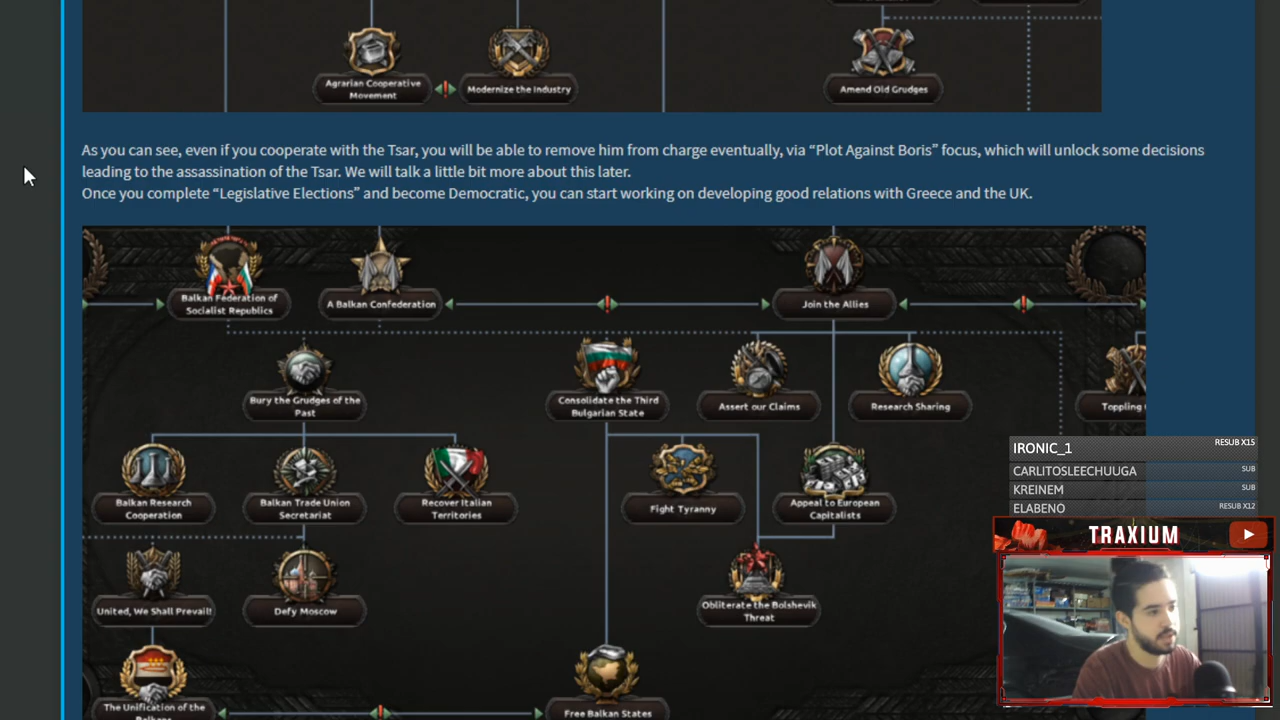 Agrarian Cooperative
Movement
Modernize the Industry
Amend Old Grudges
As you can see, even if you cooperate with the Tsar, you will be able to remove him from charge eventually, via “Plot Against Boris” focus, which will unlock some decisions
leading to the assassination of the Tsar. We will talk a little bit more about this later.
Once you complete “Legislative Elections” and become Democratic, you can start working on developing good relations with Greece and the UK.
Balkan Federation of
Socialist Republics
A Balkan Confederation
Join the Allies
Bury the Grudges of the
Past
Consolidate the Third
Bulgarian State
Assert our Claims
Research Sharing
Toppling
Balkan Research
Cooperation
Balkan Trade Union
Secretariat
Recover Italian
Territories
Fight Tyranny
Appeal to European
Capitalists
United, We Shall Prevail!
Defy Moscow
Obliterate the Bolshevik
Threat
The Unification of the
Free Balkan States
IRONIC_1 RESUB X15
CARLITOSLEECHUUGA SUB
KREINEM SUB
ELABENO RESUB X12
TRAXIUM